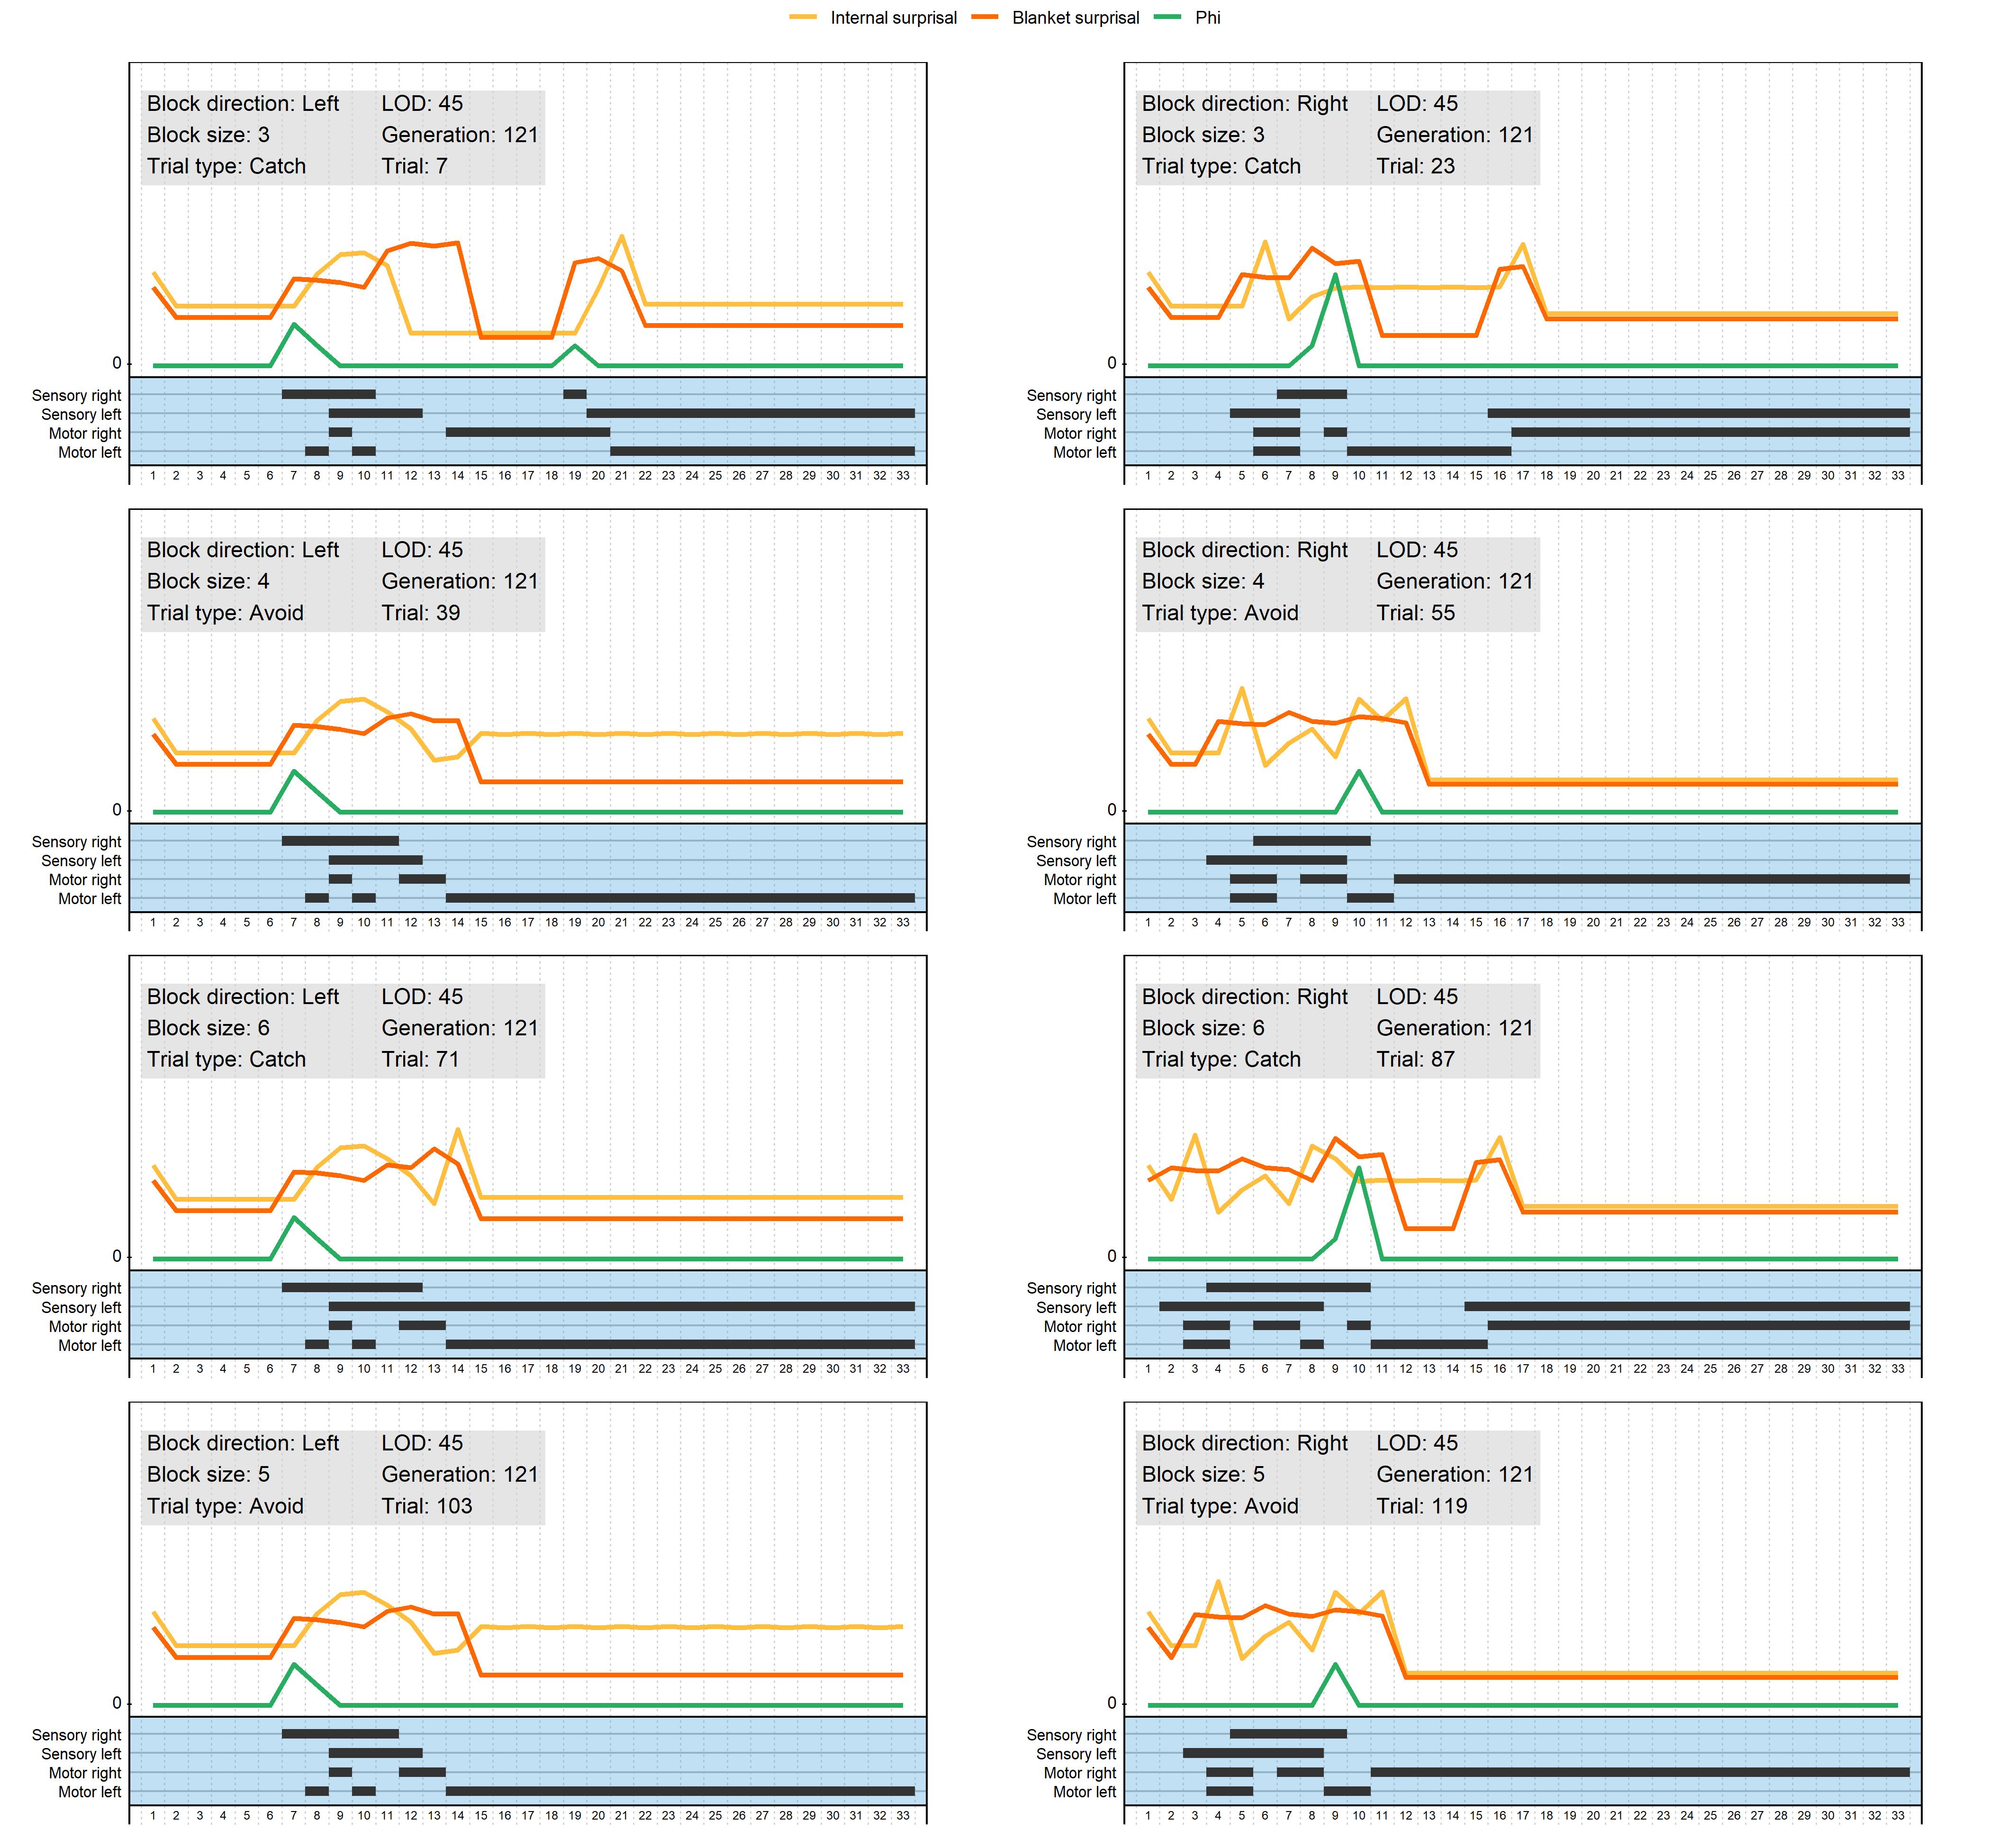 Internal surprisal Blanket surprisal Phi
Block direction: Left LOD: 45
Block size: 3 Generation: 121
Trial type: Catch Trial: 7
0
Sensory right
Sensory left
Motor right
Motor left
1 2 3 4 5 6 7 8 9 10 11 12 13 14 15 16 17 18 19 20 21 22 23 24 25 26 27 28 29 30 31 32 33
Block direction: Right LOD: 45
Block size: 3 Generation: 121
Trial type: Catch Trial: 23
0
Sensory right
Sensory left
Motor right
Motor left
1 2 3 4 5 6 7 8 9 10 11 12 13 14 15 16 17 18 19 20 21 22 23 24 25 26 27 28 29 30 31 32 33
Block direction: Left LOD: 45
Block size: 4 Generation: 121
Trial type: Avoid Trial: 39
0
Sensory right
Sensory left
Motor right
Motor left
1 2 3 4 5 6 7 8 9 10 11 12 13 14 15 16 17 18 19 20 21 22 23 24 25 26 27 28 29 30 31 32 33
Block direction: Right LOD: 45
Block size: 4 Generation: 121
Trial type: Avoid Trial: 55
0
Sensory right
Sensory left
Motor right
Motor left
1 2 3 4 5 6 7 8 9 10 11 12 13 14 15 16 17 18 19 20 21 22 23 24 25 26 27 28 29 30 31 32 33
Block direction: Left LOD: 45
Block size: 6 Generation: 121
Trial type: Catch Trial: 71
0
Sensory right
Sensory left
Motor right
Motor left
1 2 3 4 5 6 7 8 9 10 11 12 13 14 15 16 17 18 19 20 21 22 23 24 25 26 27 28 29 30 31 32 33
Block direction: Right LOD: 45
Block size: 6 Generation: 121
Trial type: Catch Trial: 87
0
Sensory right
Sensory left
Motor right
Motor left
1 2 3 4 5 6 7 8 9 10 11 12 13 14 15 16 17 18 19 20 21 22 23 24 25 26 27 28 29 30 31 32 33
Block direction: Left LOD: 45
Block size: 5 Generation: 121
Trial type: Avoid Trial: 103
0
Sensory right
Sensory left
Motor right
Motor left
1 2 3 4 5 6 7 8 9 10 11 12 13 14 15 16 17 18 19 20 21 22 23 24 25 26 27 28 29 30 31 32 33
Block direction: Right LOD: 45
Block size: 5 Generation: 121
Trial type: Avoid Trial: 119
0
Sensory right
Sensory left
Motor right
Motor left
1 2 3 4 5 6 7 8 9 10 11 12 13 14 15 16 17 18 19 20 21 22 23 24 25 26 27 28 29 30 31 32 33